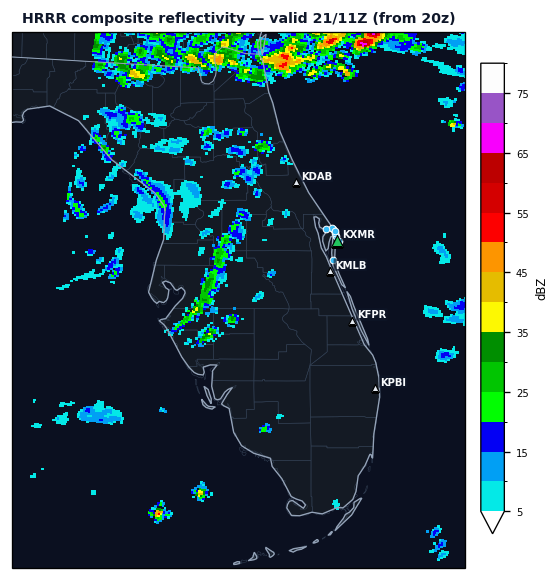 HRRR composite reflectivity — valid 21/11Z (from 20z)
KDAB
KXMR
KMLB
KFPR
KPBI
75
65
55
45
35
25
15
5
dBZ